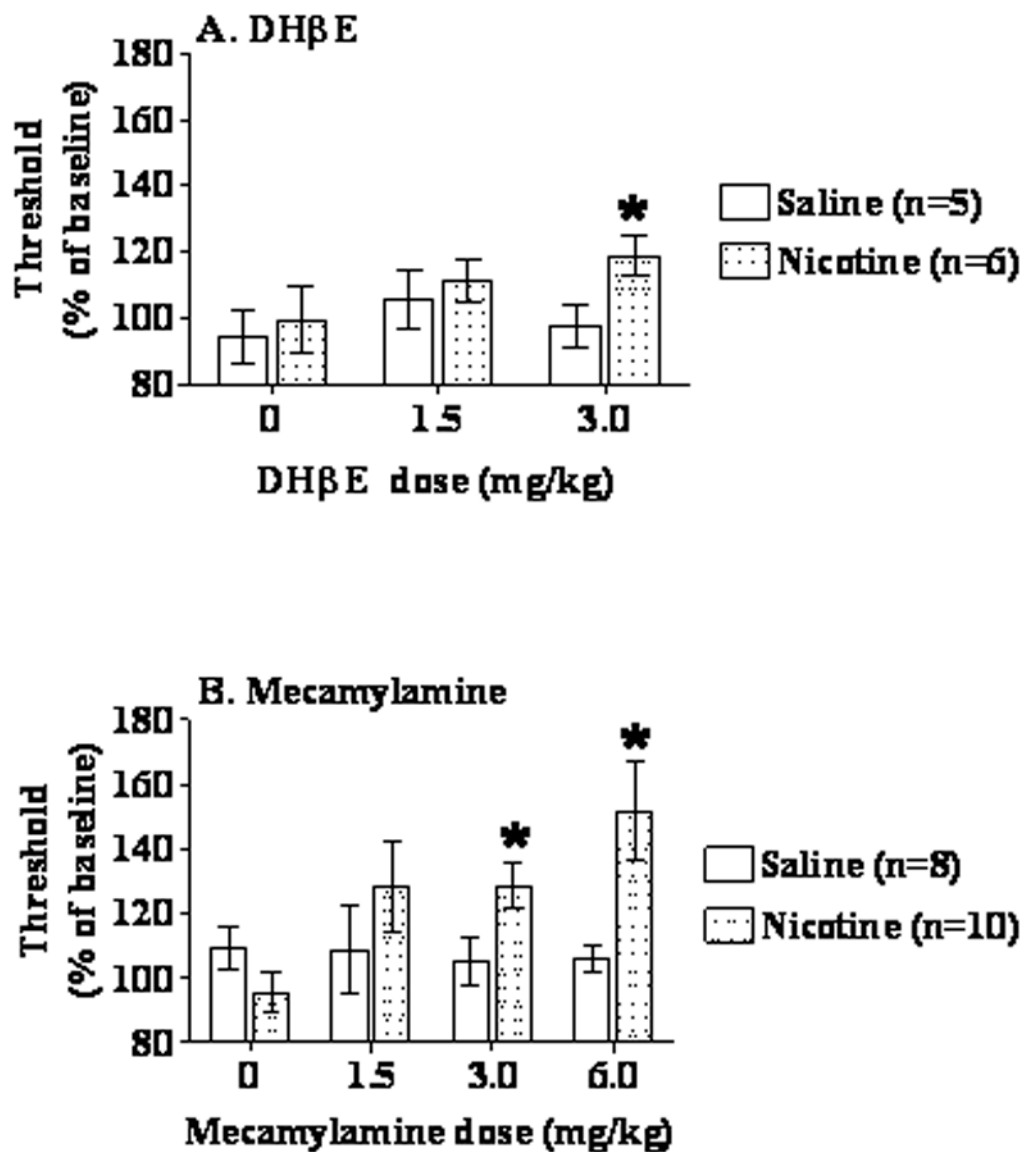 A. DHβE
180
160
140
120
100
80
Threshold
(% of baseline)
*
Saline (n=5)
Nicotine (n=6)
0 1.5 3.0
DHβE dose (mg/kg)
B. Mecamylamine
180
160
140
120
100
80
Threshold
(% of baseline)
* *
Saline (n=8)
Nicotine (n=10)
0 1.5 3.0 6.0
Mecamylamine dose (mg/kg)